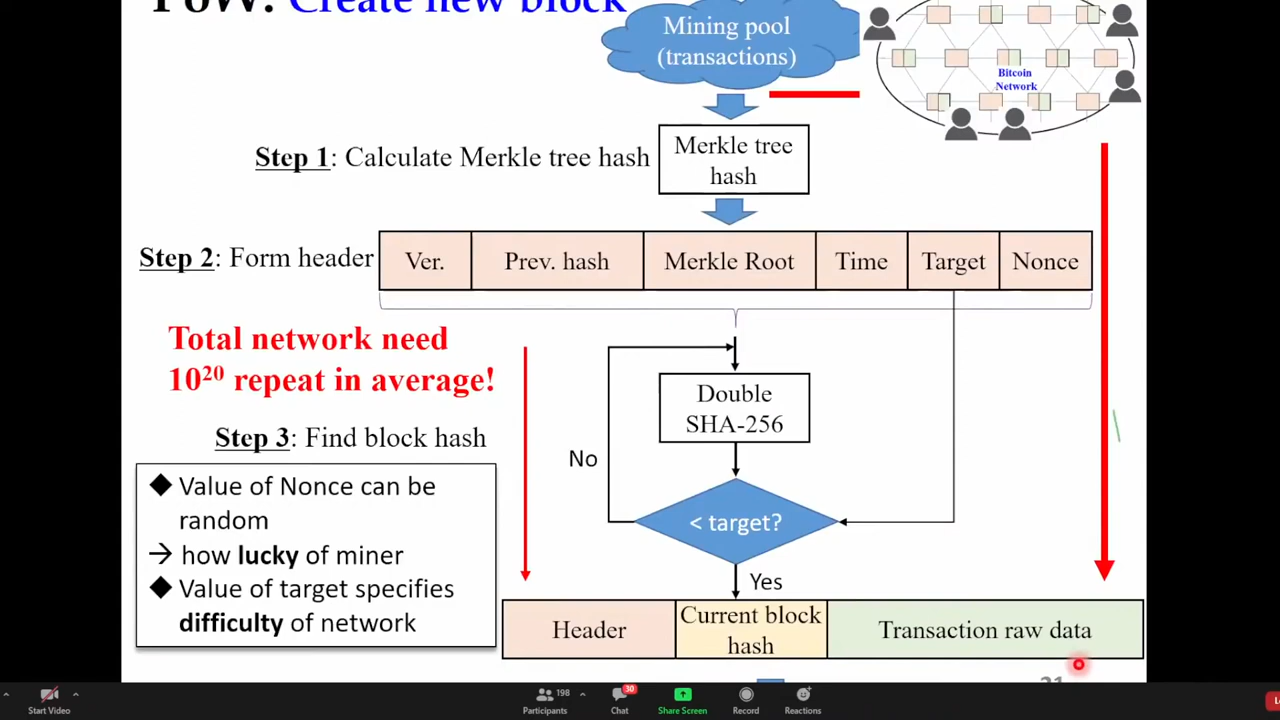 PoW: Create new block
Mining pool
(transactions)
Bitcoin
Network
Step 1: Calculate Merkle tree hash
Merkle tree
hash
Step 2: Form header
Ver.
Prev. hash
Merkle Root
Time
Target
Nonce
Total network need
10²⁰ repeat in average!
Double
SHA-256
Step 3: Find block hash
No
◆ Value of Nonce can be
random
→ how lucky of miner
◆ Value of target specifies
difficulty of network
< target?
Yes
Header
Current block
hash
Transaction raw data
Start Video
198
Participants
30
Chat
Share Screen
Record
Reactions